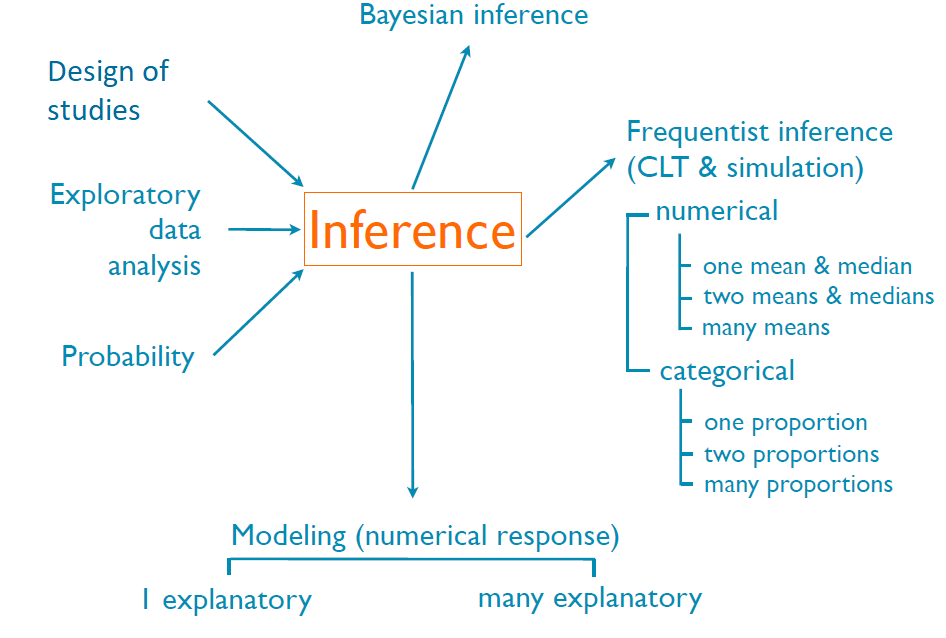 Bayesian inference
Design of
studies
Exploratory
data
analysis
Probability
Inference
Frequentist inference
(CLT & simulation)
numerical
one mean & median
two means & medians
many means
categorical
one proportion
two proportions
many proportions
Modeling (numerical response)
1 explanatory
many explanatory